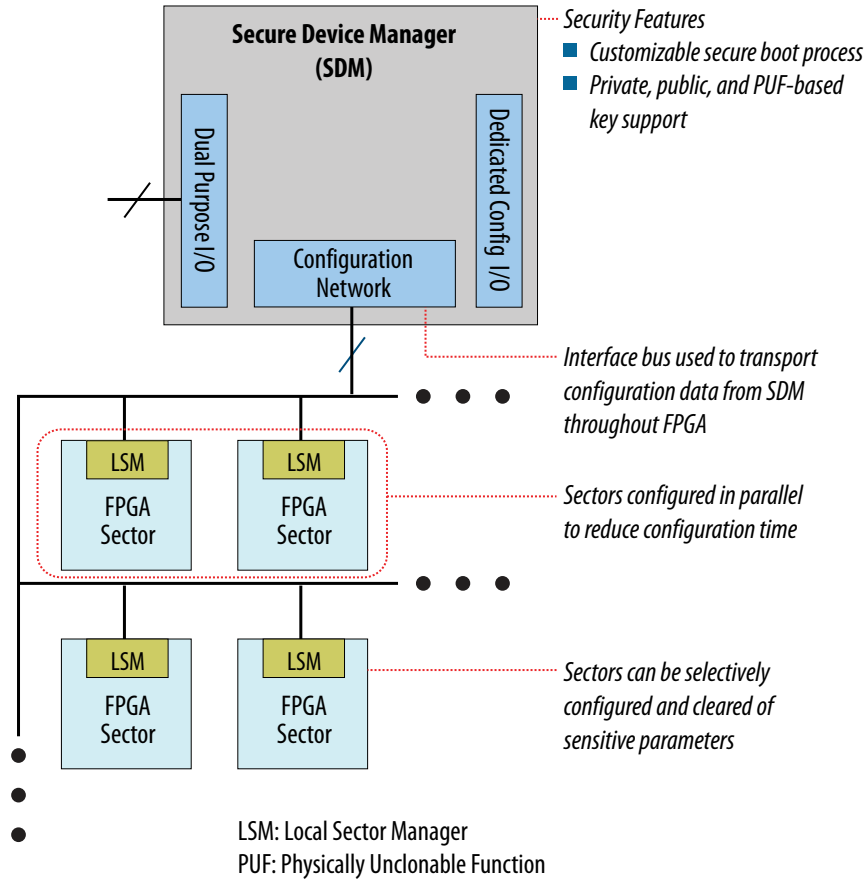 Secure Device Manager
(SDM)
Dual Purpose I/O
Dedicated Config I/O
Configuration
Network
Security Features
Customizable secure boot process
Private, public, and PUF-based
key support
Interface bus used to transport
configuration data from SDM
throughout FPGA
LSM
FPGA
Sector
LSM
FPGA
Sector
Sectors configured in parallel
to reduce configuration time
LSM
FPGA
Sector
LSM
FPGA
Sector
Sectors can be selectively
configured and cleared of
sensitive parameters
LSM: Local Sector Manager
PUF: Physically Unclonable Function